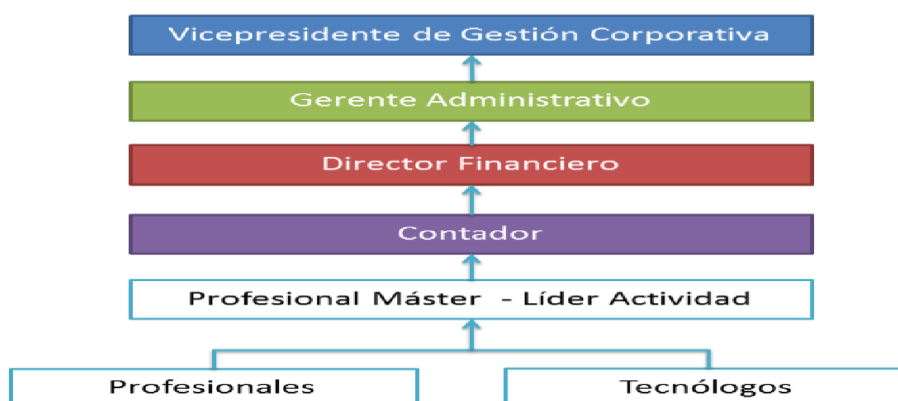 Vicepresidente de Gestión Corporativa
Gerente Administrativo
Director Financiero
Contador
Profesional Máster - Líder Actividad
Profesionales
Tecnólogos